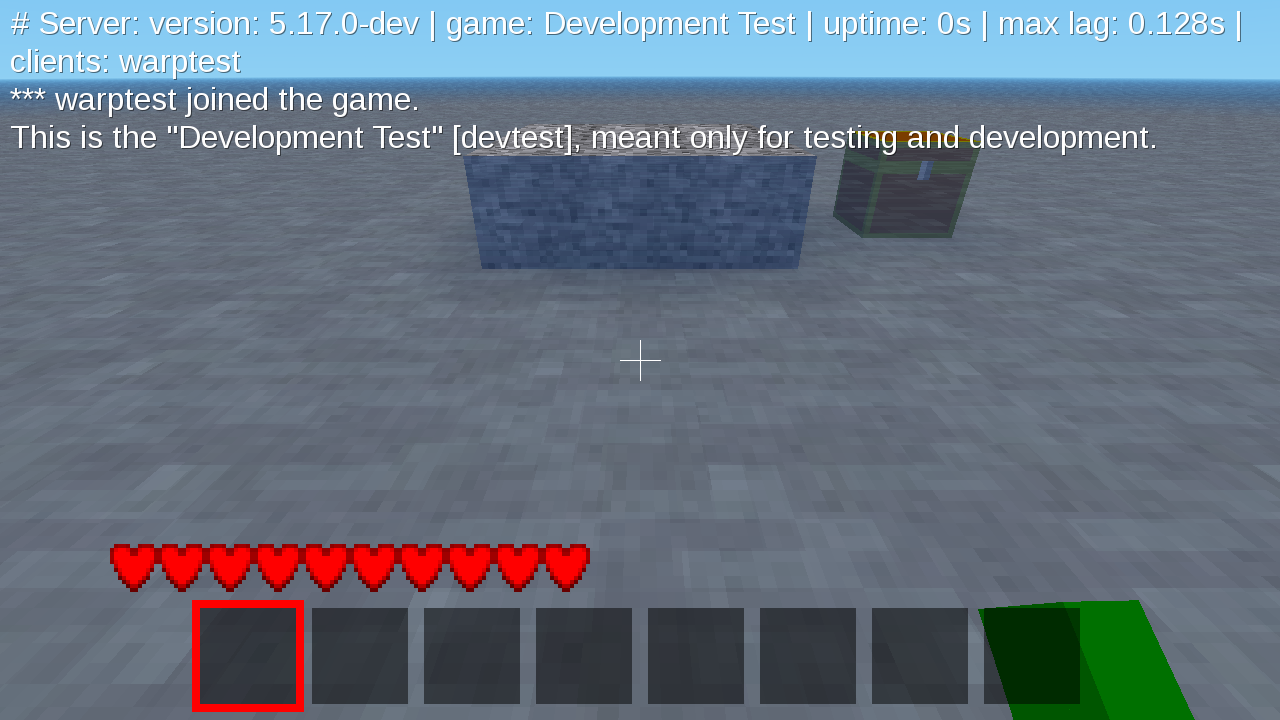 # Server: version: 5.17.0-dev | game: Development Test | uptime: 0s | max lag: 0.128s |
clients: warptest
*** warptest joined the game.
This is the "Development Test" [devtest], meant only for testing and development.